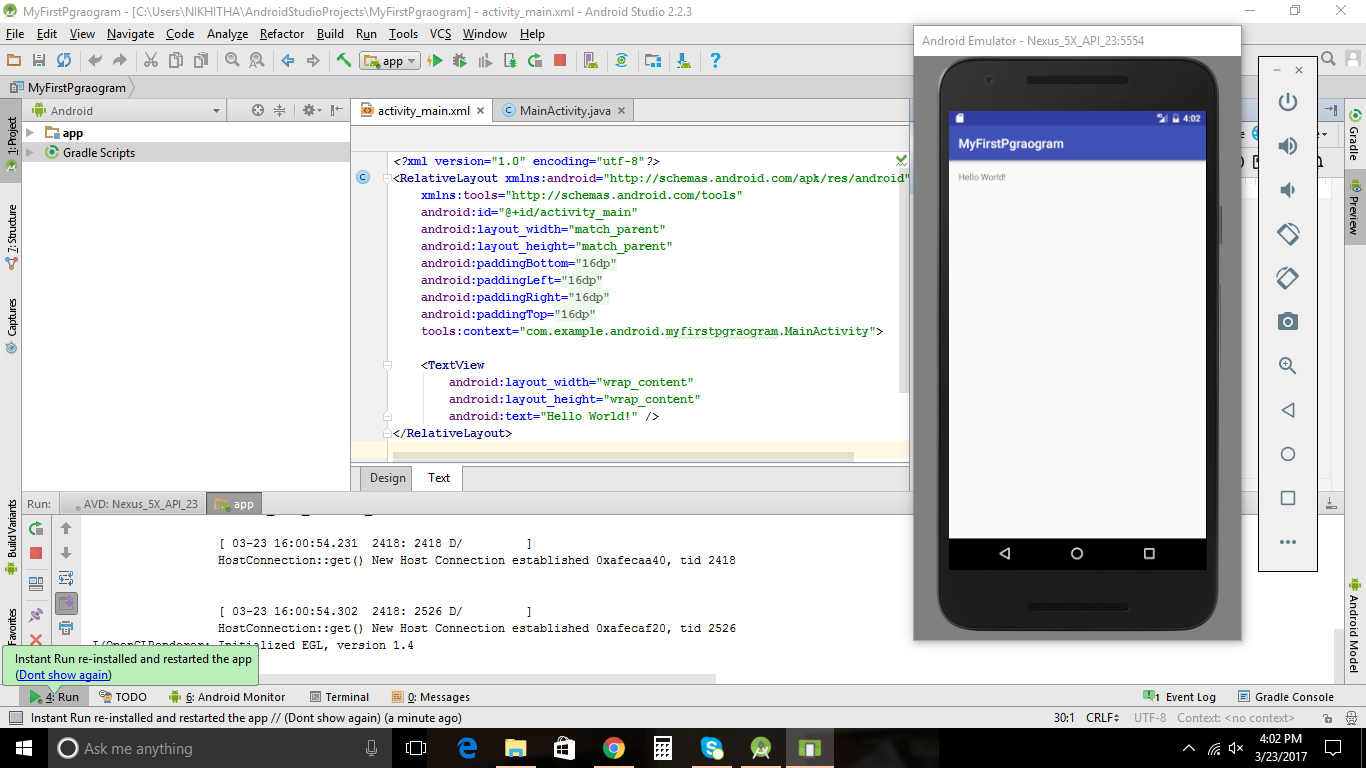 MyFirstPgraogram - [C:\Users\NIKHITHA\AndroidStudioProjects\MyFirstPgraogram] - activity_main.xml - Android Studio 2.2.3
File Edit View Navigate Code Analyze Refactor Build Run Tools VCS Window Help
app
MyFirstPgraogram
Android
activity_main.xml
MainActivity.java
1: Project
7: Structure
Captures
Build Variants
Favorites
app
Gradle Scripts
<?xml version="1.0" encoding="utf-8"?>
<RelativeLayout xmlns:android="http://schemas.android.com/apk/res/android"
xmlns:tools="http://schemas.android.com/tools"
android:id="@+id/activity_main"
android:layout_width="match_parent"
android:layout_height="match_parent"
android:paddingBottom="16dp"
android:paddingLeft="16dp"
android:paddingRight="16dp"
android:paddingTop="16dp"
tools:context="com.example.android.myfirstpgraogram.MainActivity">
<TextView
android:layout_width="wrap_content"
android:layout_height="wrap_content"
android:text="Hello World!" />
</RelativeLayout>
Design Text
Android Emulator - Nexus_5X_API_23:5554
4:02
MyFirstPgraogram
Hello World!
Gradle
Preview
Android Model
Run: AVD: Nexus_5X_API_23 app
[ 03-23 16:00:54.231 2418: 2418 D/ ]
HostConnection::get() New Host Connection established 0xafecaa40, tid 2418
[ 03-23 16:00:54.302 2418: 2526 D/ ]
HostConnection::get() New Host Connection established 0xafecaf20, tid 2526
Initialized EGL, version 1.4
Instant Run re-installed and restarted the app
(Dont show again)
4: Run TODO 6: Android Monitor Terminal 0: Messages 1 Event Log Gradle Console
Instant Run re-installed and restarted the app // (Dont show again) (a minute ago) 30:1 CRLF UTF-8 Context: <no context>
Ask me anything
4:02 PM
3/23/2017